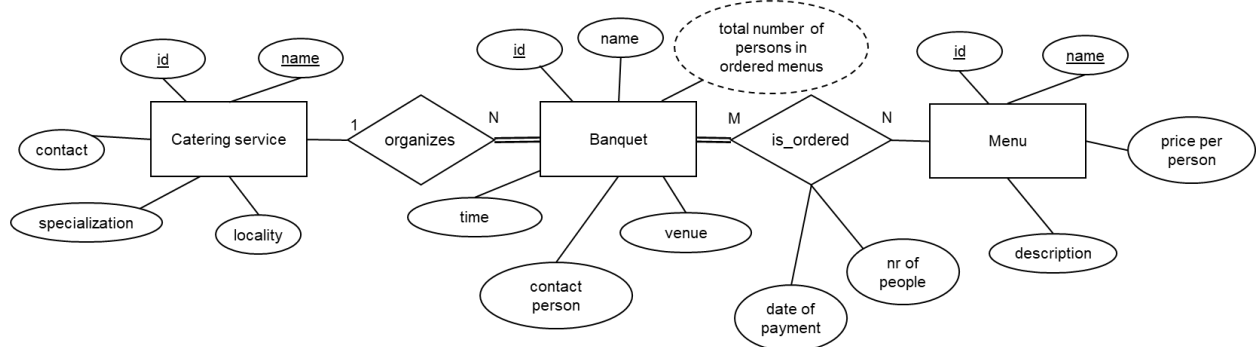 id
name
contact
Catering service
specialization
locality
1
organizes
N
id
name
total number of
persons in
ordered menus
Banquet
time
contact
person
venue
M
is_ordered
N
date of
payment
nr of
people
id
name
Menu
price per
person
description